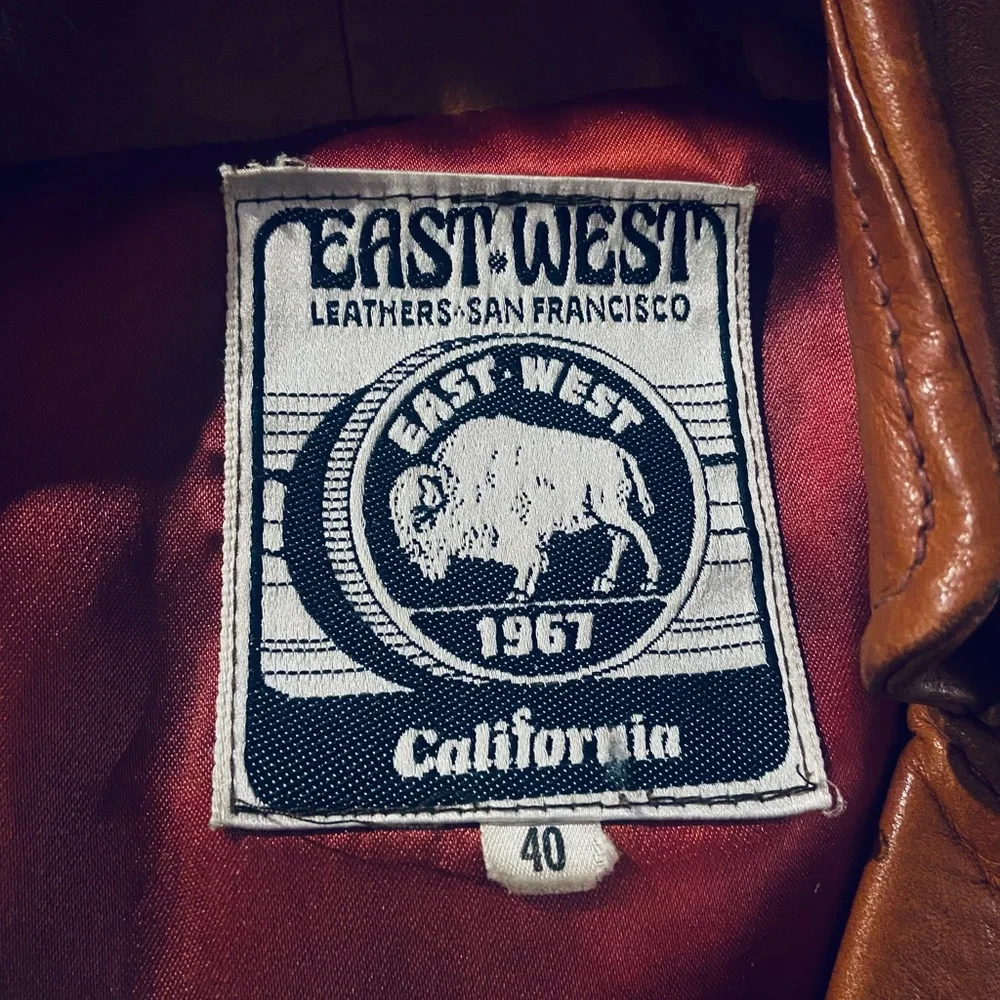 EAST•WEST
LEATHERS•SAN FRANCISCO
EAST•WEST
1967
California
40